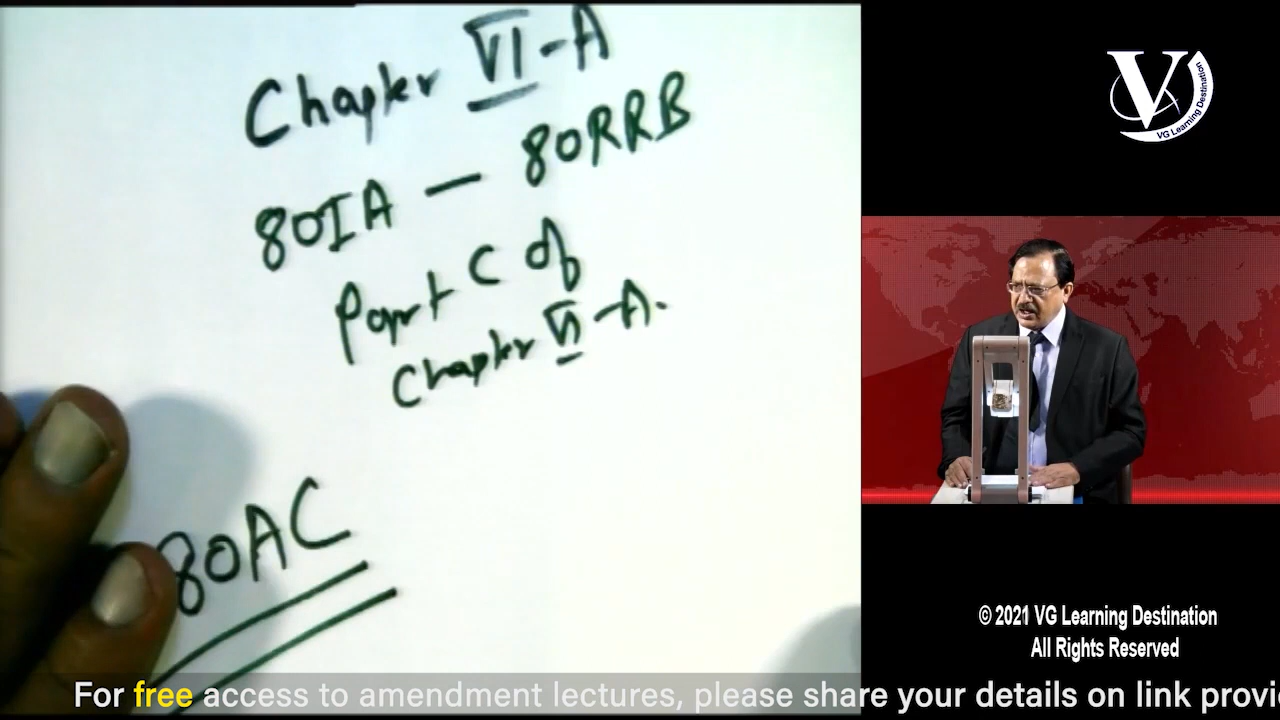 Chapter VI-A
80IA — 80RRB
Part C of
Chapter VI-A.
80AC
V
VG Learning Destination
© 2021 VG Learning Destination
All Rights Reserved
For free access to amendment lectures, please share your details on link provi